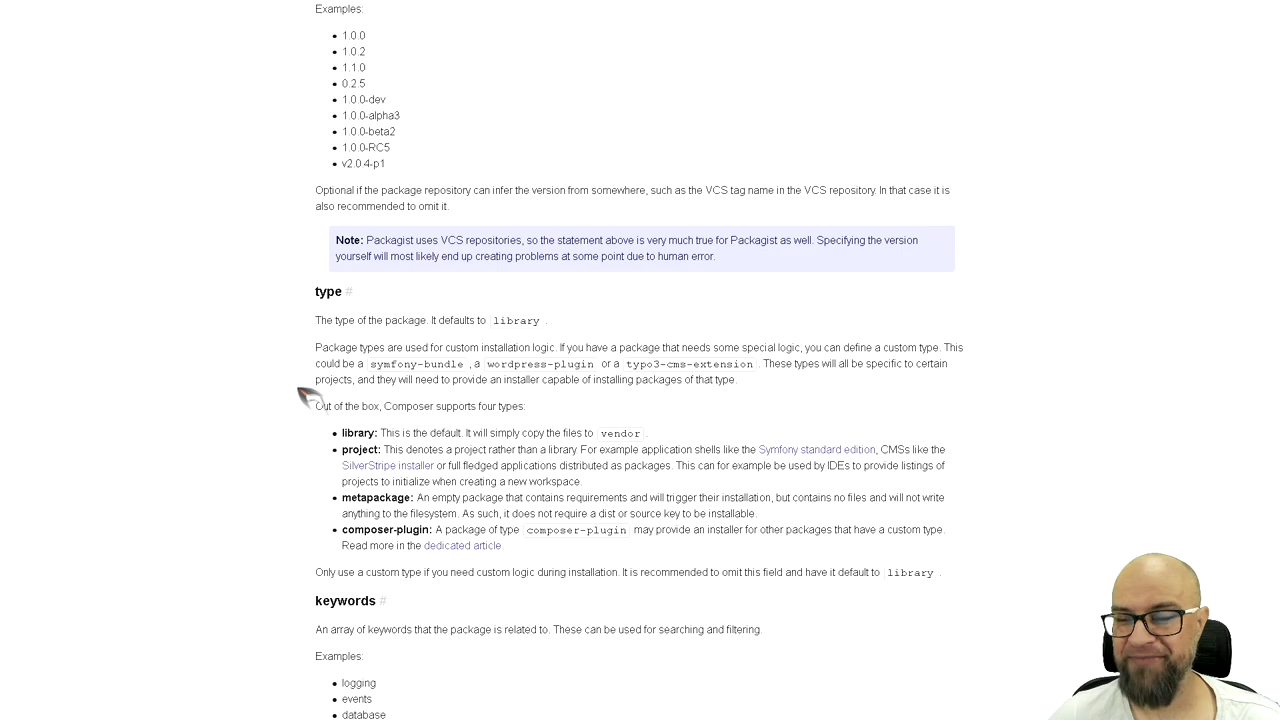 Examples:
1.0.0
1.0.2
1.1.0
0.2.5
1.0.0-dev
1.0.0-alpha3
1.0.0-beta2
1.0.0-RC5
v2.0.4-p1
Optional if the package repository can infer the version from somewhere, such as the VCS tag name in the VCS repository. In that case it is
also recommended to omit it.
Note: Packagist uses VCS repositories, so the statement above is very much true for Packagist as well. Specifying the version
yourself will most likely end up creating problems at some point due to human error.
type #
The type of the package. It defaults to library .
Package types are used for custom installation logic. If you have a package that needs some special logic, you can define a custom type. This
could be a symfony-bundle , a wordpress-plugin or a typo3-cms-extension . These types will all be specific to certain
projects, and they will need to provide an installer capable of installing packages of that type.
Out of the box, Composer supports four types:
library: This is the default. It will simply copy the files to vendor .
project: This denotes a project rather than a library. For example application shells like the Symfony standard edition, CMSs like the
SilverStripe installer or full fledged applications distributed as packages. This can for example be used by IDEs to provide listings of
projects to initialize when creating a new workspace.
metapackage: An empty package that contains requirements and will trigger their installation, but contains no files and will not write
anything to the filesystem. As such, it does not require a dist or source key to be installable.
composer-plugin: A package of type composer-plugin may provide an installer for other packages that have a custom type.
Read more in the dedicated article.
Only use a custom type if you need custom logic during installation. It is recommended to omit this field and have it default to library .
keywords #
An array of keywords that the package is related to. These can be used for searching and filtering.
Examples:
logging
events
database